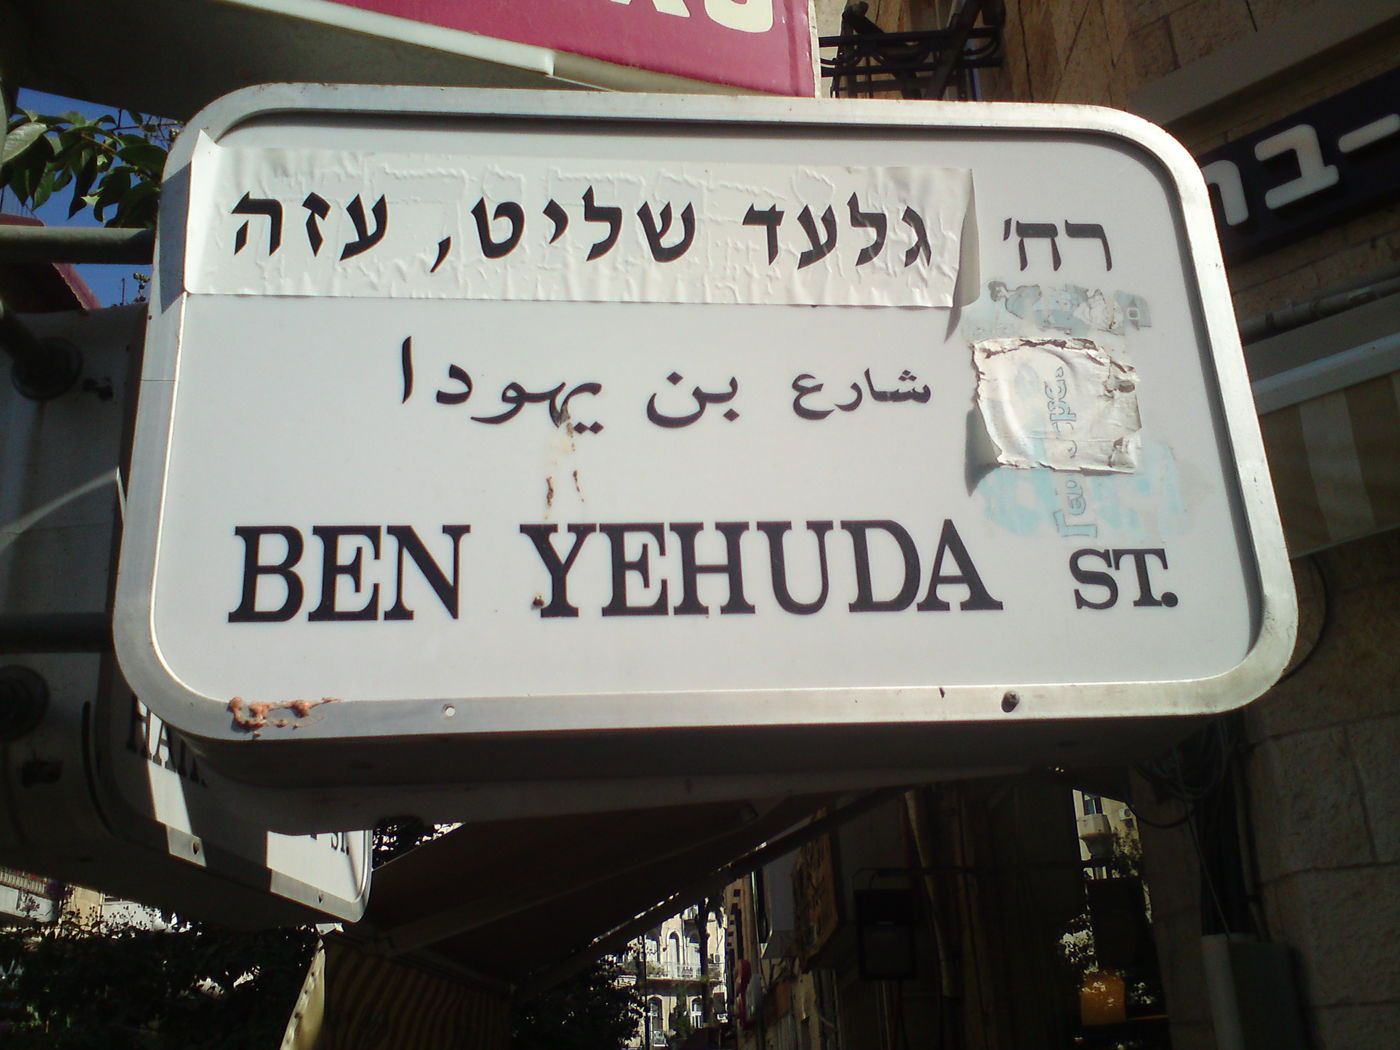 רח' גלעד שליט, עזה
شارع بن يهودا
BEN YEHUDA ST.